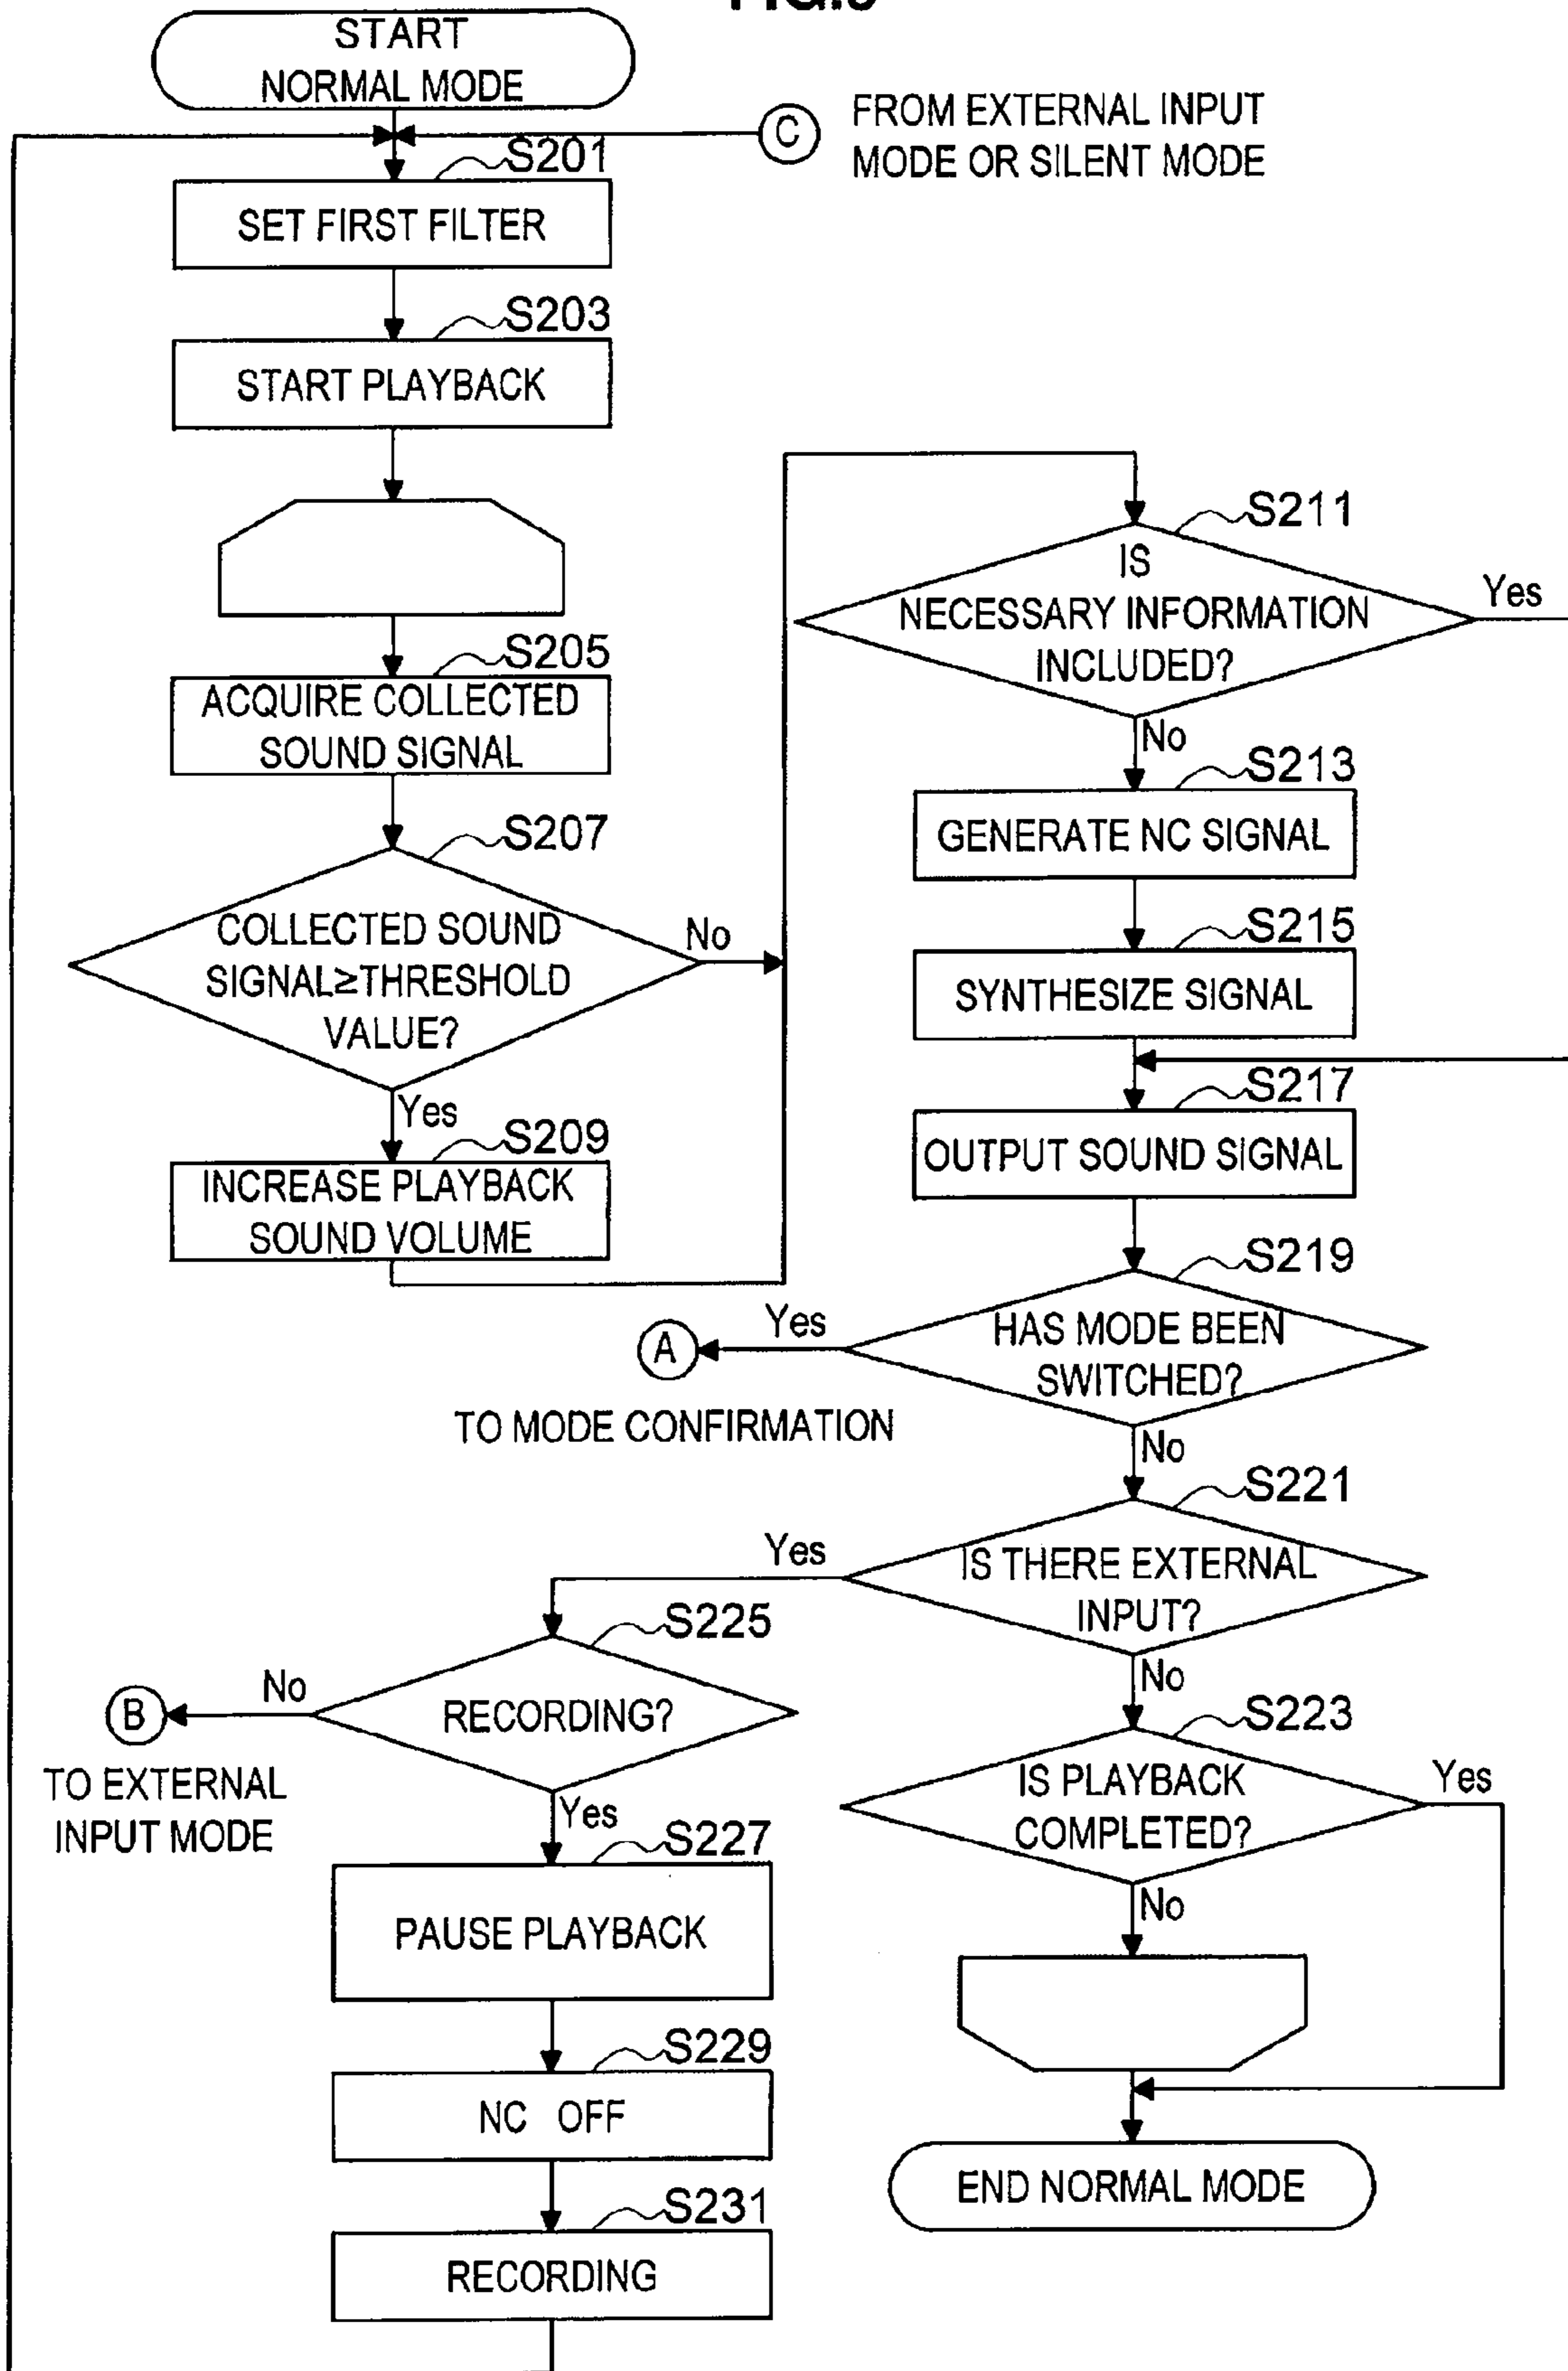 START
NORMAL MODE
C
FROM EXTERNAL INPUT
MODE OR SILENT MODE
S201
SET FIRST FILTER
S203
START PLAYBACK
S205
ACQUIRE COLLECTED
SOUND SIGNAL
S207
COLLECTED SOUND
SIGNAL≥THRESHOLD
VALUE?
No
Yes
S209
INCREASE PLAYBACK
SOUND VOLUME
S211
IS
NECESSARY INFORMATION
INCLUDED?
Yes
No
S213
GENERATE NC SIGNAL
S215
SYNTHESIZE SIGNAL
S217
OUTPUT SOUND SIGNAL
S219
HAS MODE BEEN
SWITCHED?
Yes
A
TO MODE CONFIRMATION
No
S221
IS THERE EXTERNAL
INPUT?
Yes
No
S223
IS PLAYBACK
COMPLETED?
Yes
No
END NORMAL MODE
S225
RECORDING?
No
B
TO EXTERNAL
INPUT MODE
Yes
S227
PAUSE PLAYBACK
S229
NC OFF
S231
RECORDING